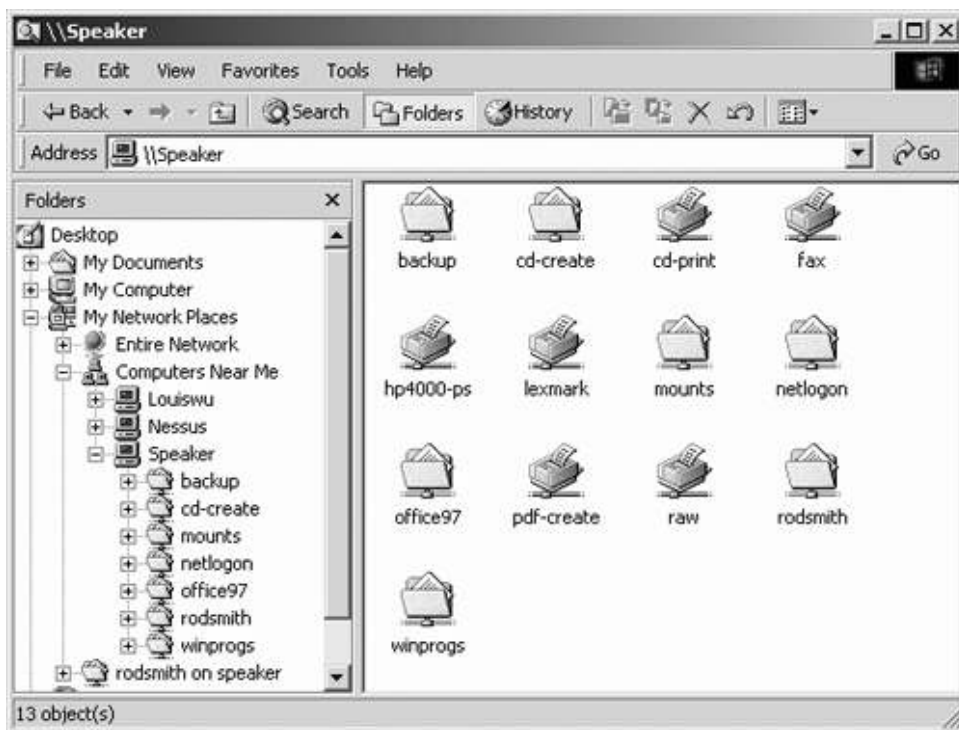 \\Speaker
File Edit View Favorites Tools Help
Back Search Folders History
Address \\Speaker Go
Folders
Desktop
My Documents
My Computer
My Network Places
Entire Network
Computers Near Me
Louiswu
Nessus
Speaker
backup
cd-create
mounts
netlogon
office97
rodsmith
winprogs
rodsmith on speaker
backup cd-create cd-print fax
hp4000-ps lexmark mounts netlogon
office97 pdf-create raw rodsmith
winprogs
13 object(s)